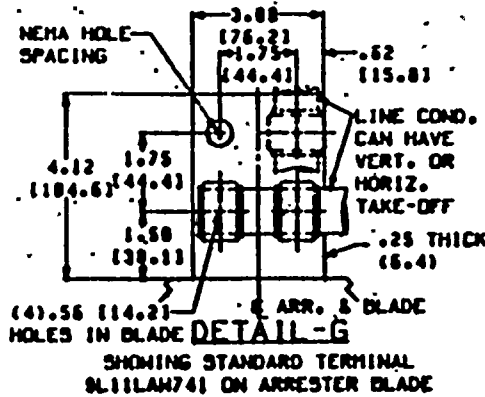 NEMA HOLE
SPACING
3.00
[76.2]
1.75
[44.4]
.62
[15.8]
LINE COND.
CAN HAVE
VERT. OR
HORIZ.
TAKE-OFF
4.12
[104.6]
1.75
[44.4]
1.50
[38.1]
.25 THICK
(6.4)
(4).56 [14.2]
HOLES IN BLADE
ARR. & BLADE
DETAIL-G
SHOWING STANDARD TERMINAL
9L11LAH741 ON ARRESTER BLADE